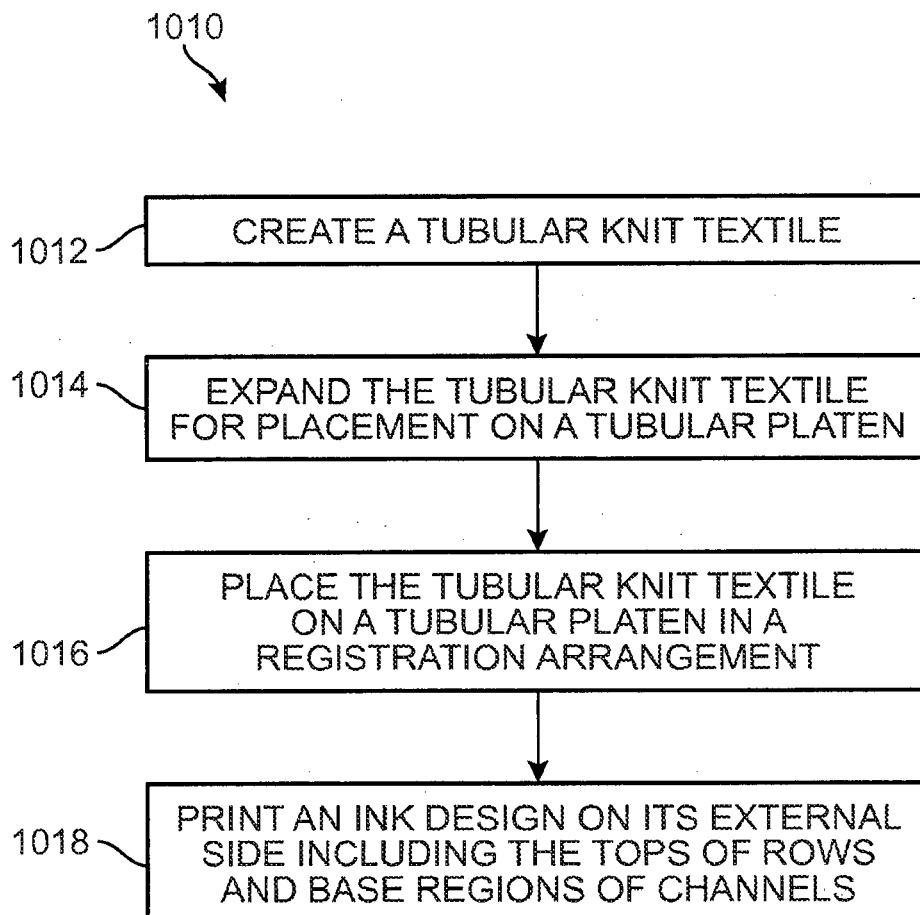 1010
1012
CREATE A TUBULAR KNIT TEXTILE
1014
EXPAND THE TUBULAR KNIT TEXTILE
FOR PLACEMENT ON A TUBULAR PLATEN
1016
PLACE THE TUBULAR KNIT TEXTILE
ON A TUBULAR PLATEN IN A
REGISTRATION ARRANGEMENT
1018
PRINT AN INK DESIGN ON ITS EXTERNAL
SIDE INCLUDING THE TOPS OF ROWS
AND BASE REGIONS OF CHANNELS